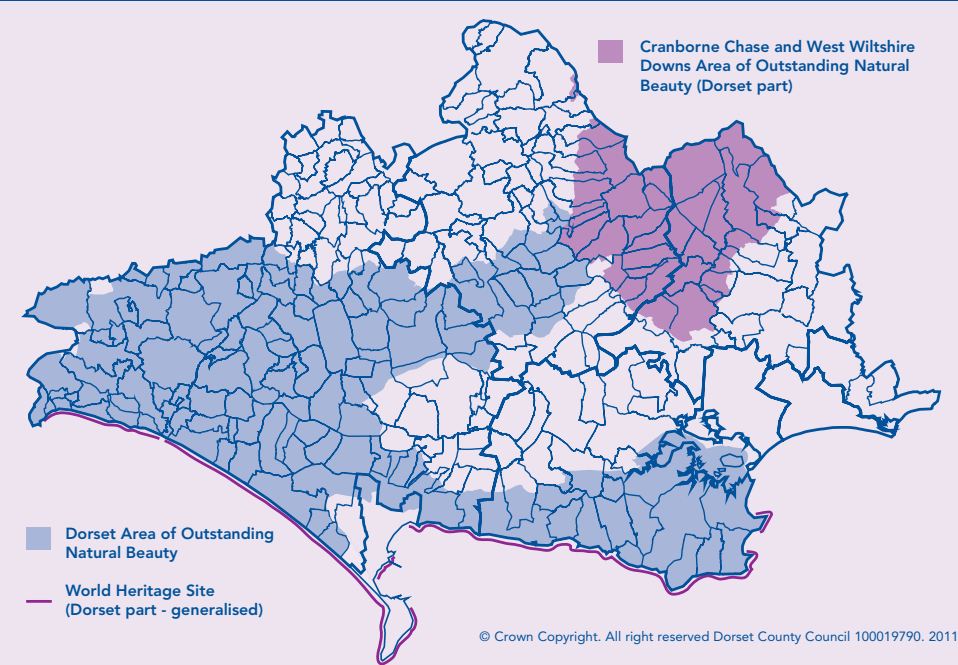 Cranborne Chase and West Wiltshire
Downs Area of Outstanding Natural
Beauty (Dorset part)
Dorset Area of Outstanding
Natural Beauty
World Heritage Site
(Dorset part - generalised)
© Crown Copyright. All right reserved Dorset County Council 100019790. 2011